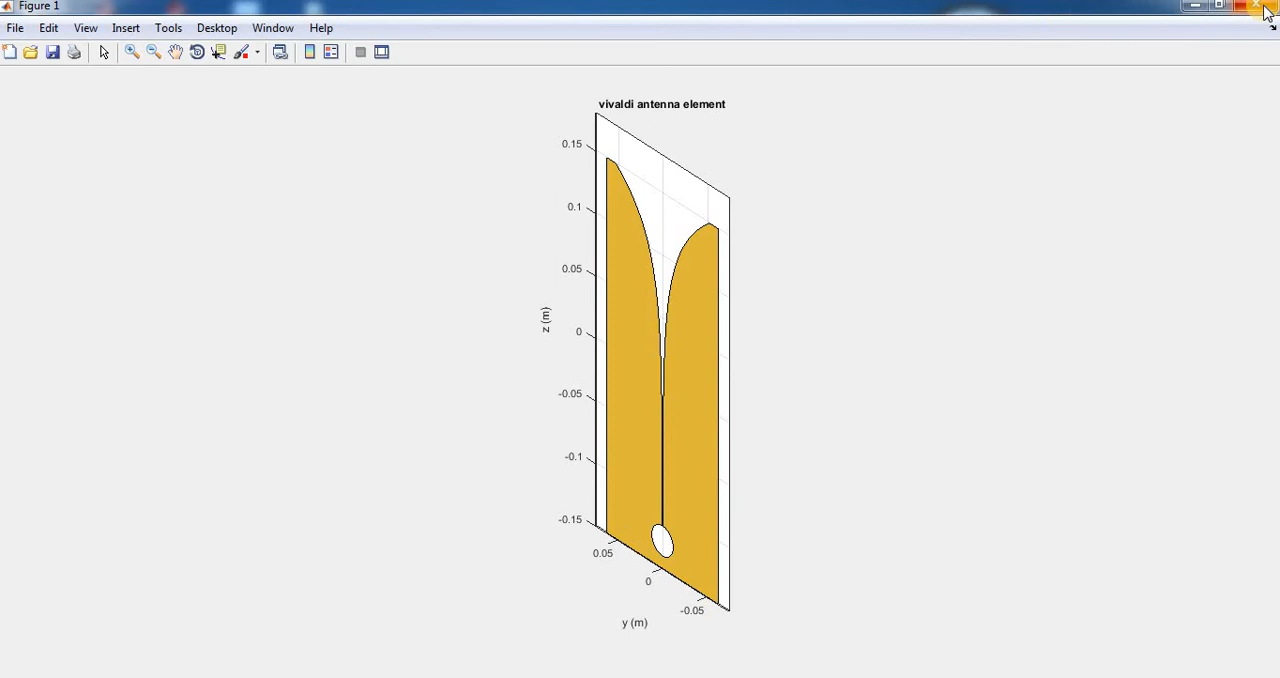 Figure 1
File Edit View Insert Tools Desktop Window Help
vivaldi antenna element
0.15
0.1
0.05
0
-0.05
-0.1
-0.15
z (m)
0.05
0
-0.05
y (m)